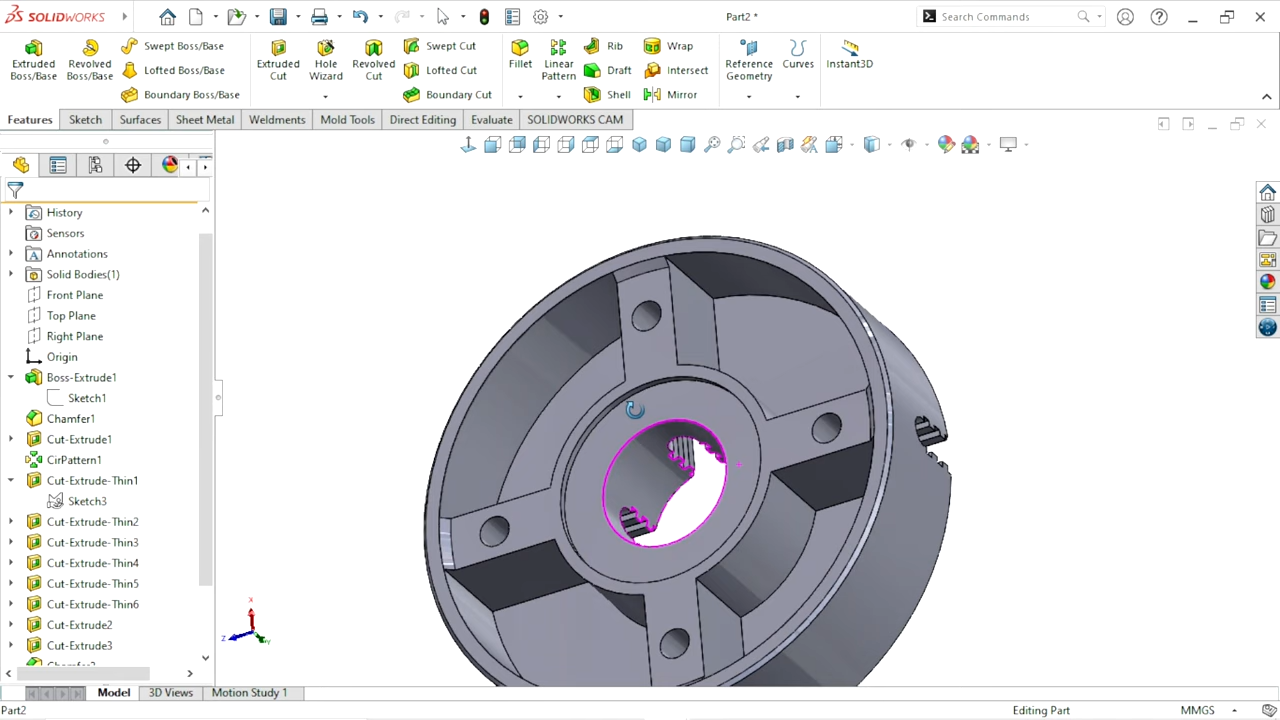 SOLIDWORKS
Part2 *
Search Commands
Extruded Boss/Base
Revolved Boss/Base
Swept Boss/Base
Lofted Boss/Base
Boundary Boss/Base
Extruded Cut
Hole Wizard
Revolved Cut
Swept Cut
Lofted Cut
Boundary Cut
Fillet
Linear Pattern
Rib
Draft
Shell
Wrap
Intersect
Mirror
Reference Geometry
Curves
Instant3D
Features
Sketch
Surfaces
Sheet Metal
Weldments
Mold Tools
Direct Editing
Evaluate
SOLIDWORKS CAM
History
Sensors
Annotations
Solid Bodies(1)
Front Plane
Top Plane
Right Plane
Origin
Boss-Extrude1
Sketch1
Chamfer1
Cut-Extrude1
CirPattern1
Cut-Extrude-Thin1
Sketch3
Cut-Extrude-Thin2
Cut-Extrude-Thin3
Cut-Extrude-Thin4
Cut-Extrude-Thin5
Cut-Extrude-Thin6
Cut-Extrude2
Cut-Extrude3
X
Z
Y
Model
3D Views
Motion Study 1
Part2
Editing Part
MMGS